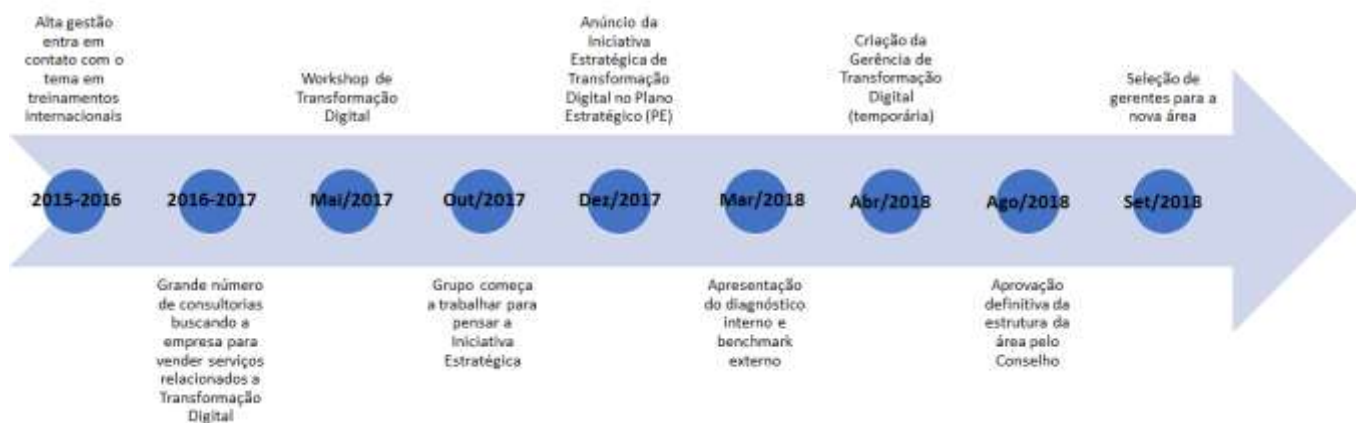 Alta gestão
entra em
contato com o
tema em
treinamentos
internacionais
2015-2016
2016-2017
Grande número
de consultorias
buscando a
empresa para
vender serviços
relacionados a
Transformação
Digital
Workshop de
Transformação
Digital
Mai/2017
Out/2017
Grupo começa
a trabalhar para
pensar a
Iniciativa
Estratégica
Anúncio da
Iniciativa
Estratégica de
Transformação
Digital no Plano
Estratégico (PE)
Dez/2017
Mar/2018
Apresentação
do diagnóstico
interno e
benchmark
externo
Criação da
Gerência de
Transformação
Digital
(temporária)
Abr/2018
Ago/2018
Aprovação
definitiva da
estrutura da
área pelo
Conselho
Seleção de
gerentes para a
nova área
Set/2018